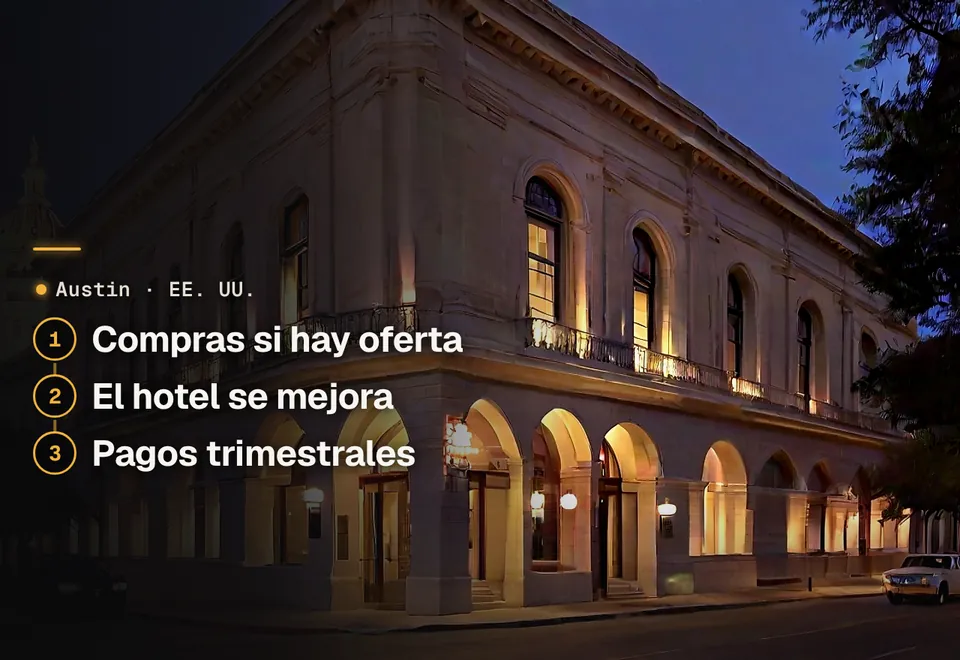 Austin · EE. UU.
1 Compras si hay oferta
2 El hotel se mejora
3 Pagos trimestrales